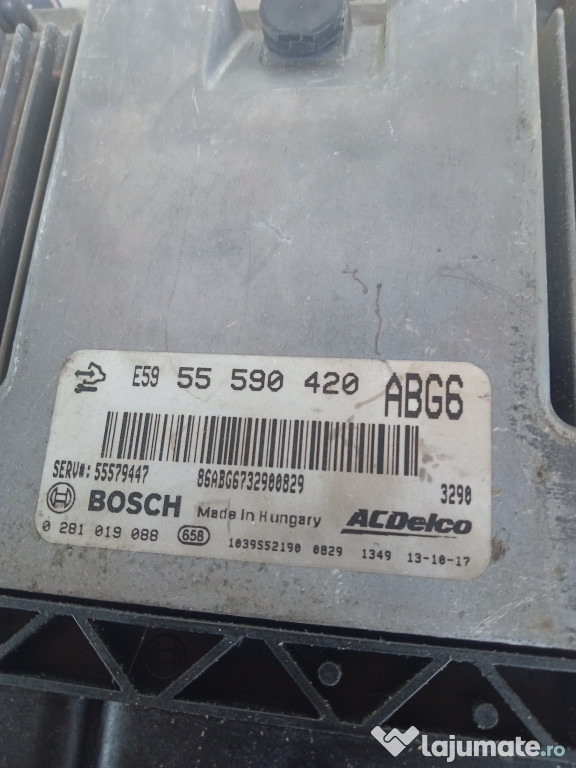 E59 55 590 420 ABG6
SERV#: 55579447 86ABG6732900829 3290
BOSCH Made in Hungary ACDelco
0 281 019 088 658 1039S52190 0829 1349 13-10-17
lajumate.ro